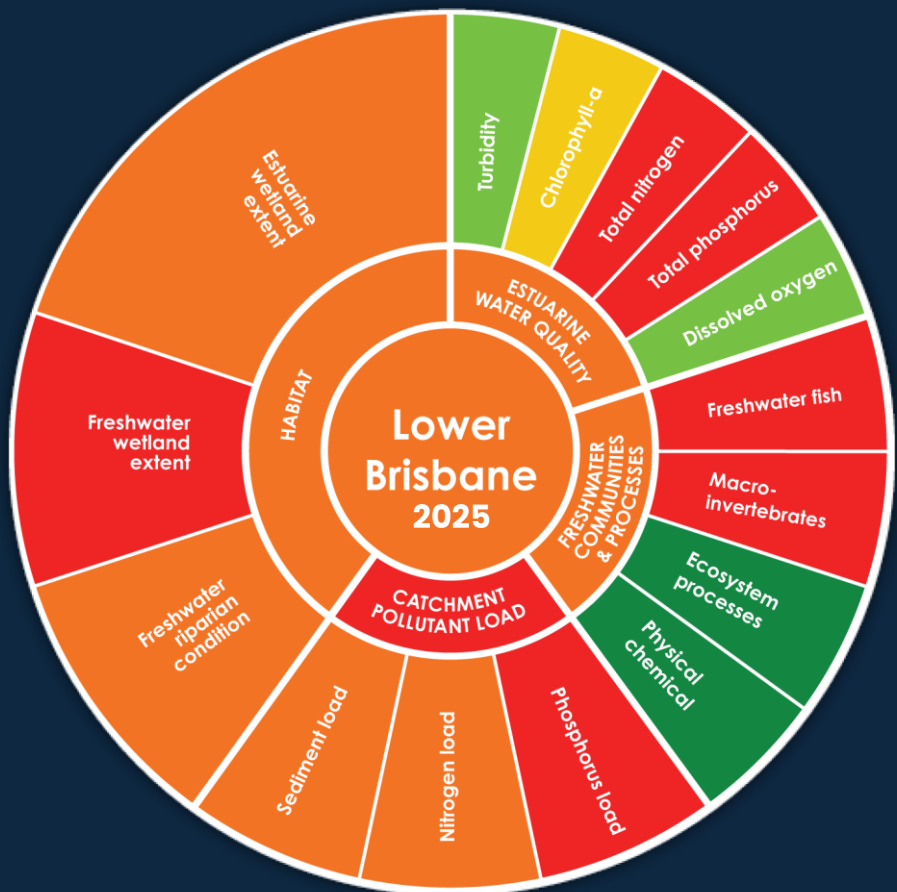 Lower
Brisbane
2025
ESTUARINE
WATER QUALITY
Turbidity
Chlorophyll-a
Total nitrogen
Total phosphorus
Dissolved oxygen
FRESHWATER
COMMUNITIES
& PROCESSES
Freshwater fish
Macro-
invertebrates
Ecosystem
processes
Physical
chemical
CATCHMENT
POLLUTANT LOAD
Phosphorus load
Nitrogen load
Sediment load
HABITAT
Freshwater
riparian
condition
Freshwater
wetland
extent
Estuarine
wetland
extent